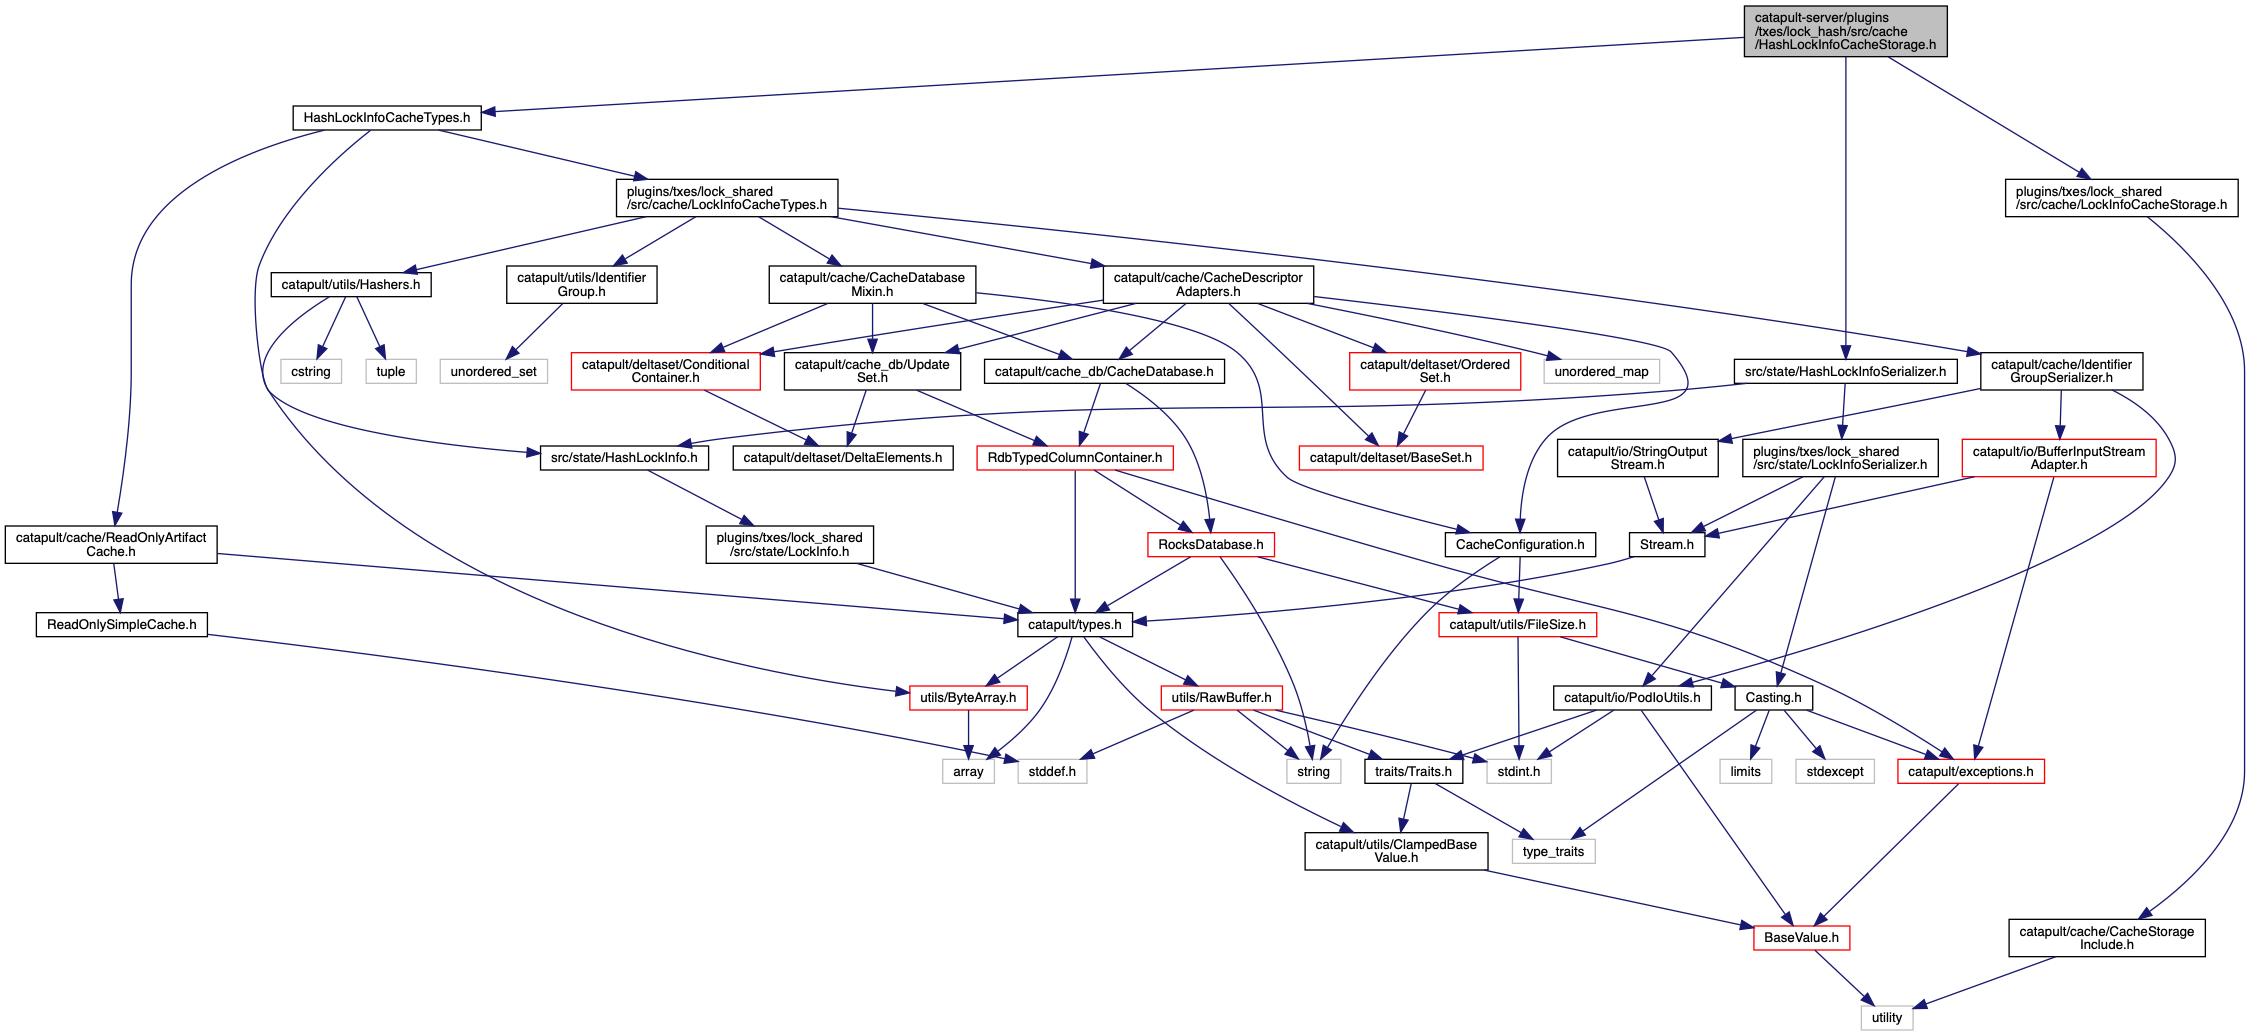 catapult-server/plugins
/txes/lock_hash/src/cache
/HashLockInfoCacheStorage.h
HashLockInfoCacheTypes.h
plugins/txes/lock_shared
/src/cache/LockInfoCacheTypes.h
plugins/txes/lock_shared
/src/cache/LockInfoCacheStorage.h
catapult/utils/Hashers.h
catapult/utils/Identifier
Group.h
catapult/cache/CacheDatabase
Mixin.h
catapult/cache/CacheDescriptor
Adapters.h
cstring
tuple
unordered_set
catapult/deltaset/Conditional
Container.h
catapult/cache_db/Update
Set.h
catapult/cache_db/CacheDatabase.h
catapult/deltaset/Ordered
Set.h
unordered_map
src/state/HashLockInfoSerializer.h
catapult/cache/Identifier
GroupSerializer.h
src/state/HashLockInfo.h
catapult/deltaset/DeltaElements.h
RdbTypedColumnContainer.h
catapult/deltaset/BaseSet.h
catapult/io/StringOutput
Stream.h
plugins/txes/lock_shared
/src/state/LockInfoSerializer.h
catapult/io/BufferInputStream
Adapter.h
catapult/cache/ReadOnlyArtifact
Cache.h
plugins/txes/lock_shared
/src/state/LockInfo.h
RocksDatabase.h
CacheConfiguration.h
Stream.h
ReadOnlySimpleCache.h
catapult/types.h
catapult/utils/FileSize.h
utils/ByteArray.h
utils/RawBuffer.h
catapult/io/PodIoUtils.h
Casting.h
array
stddef.h
string
traits/Traits.h
stdint.h
limits
stdexcept
catapult/exceptions.h
catapult/utils/ClampedBase
Value.h
type_traits
BaseValue.h
catapult/cache/CacheStorage
Include.h
utility